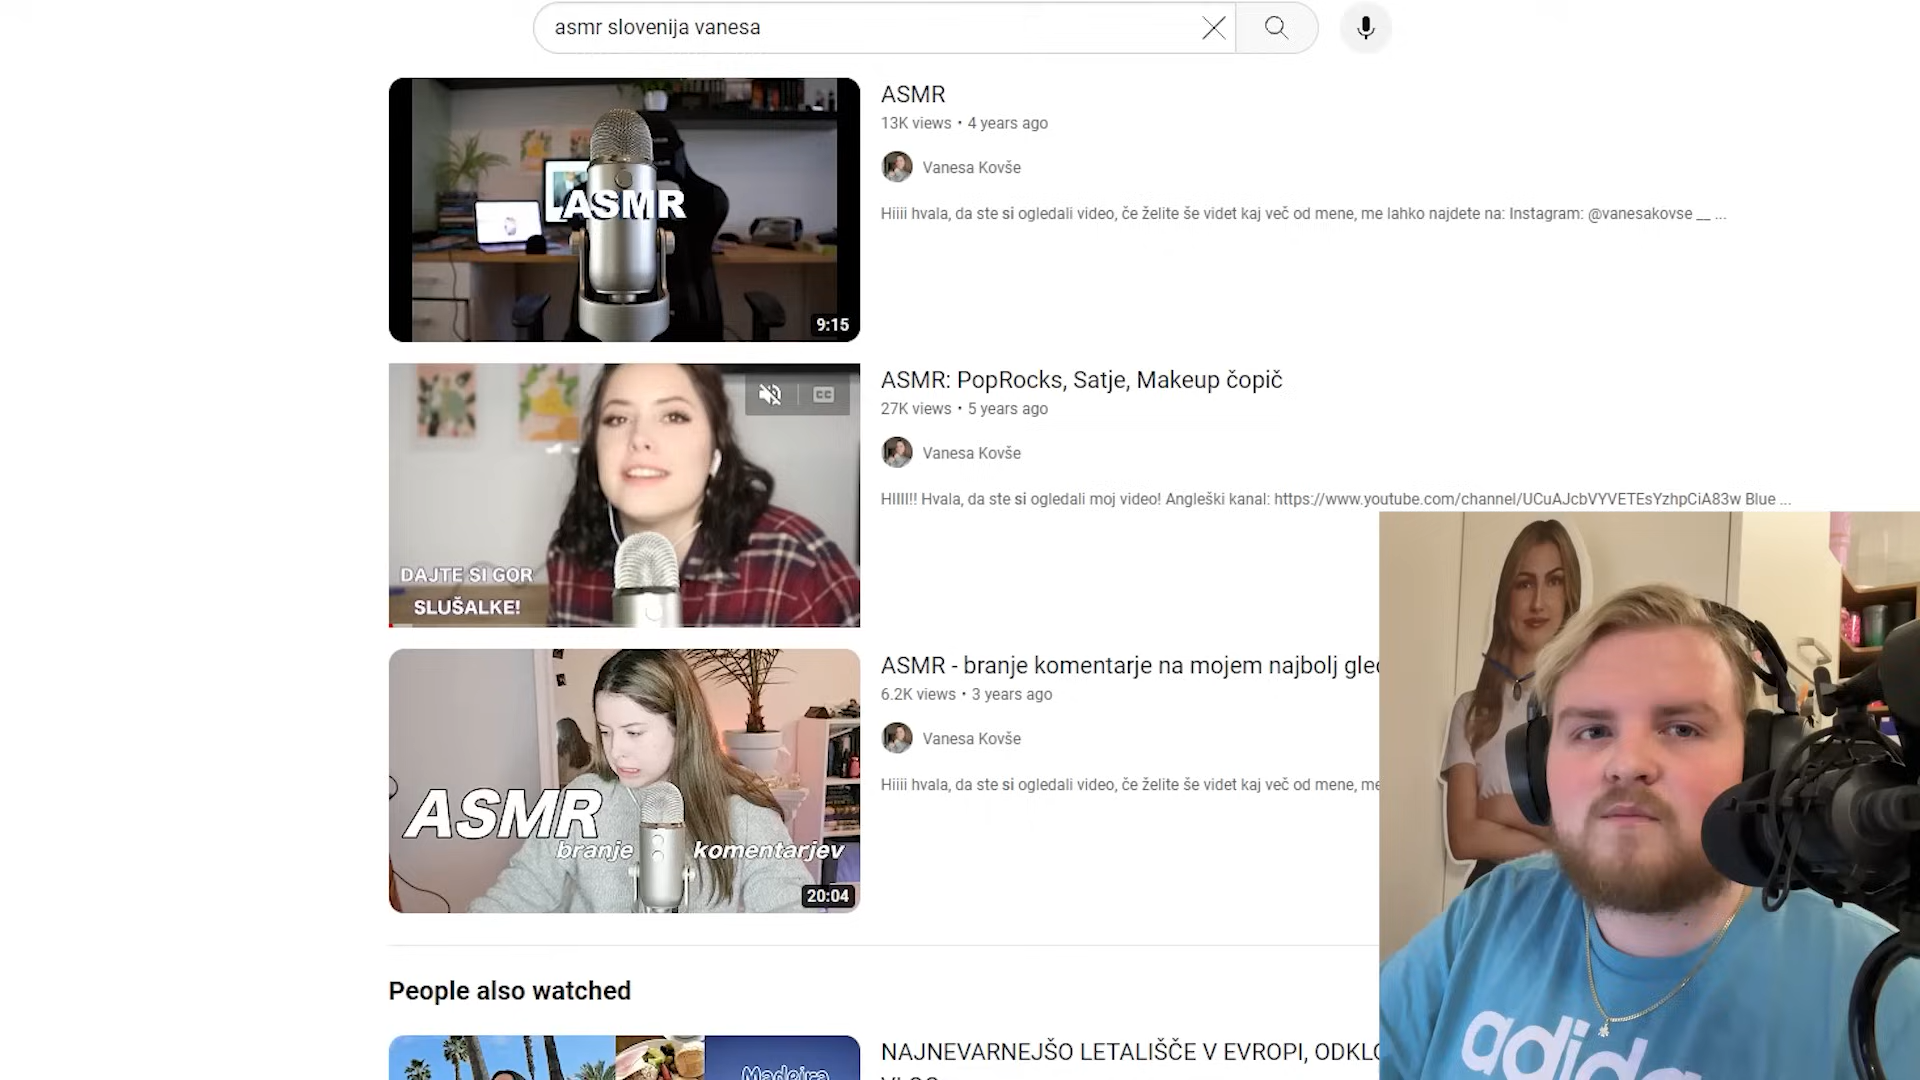 asmr slovenija vanesa
ASMR
9:15
ASMR
13K views • 4 years ago
Vanesa Kovše
Hiiii hvala, da ste si ogledali video, če želite še videt kaj več od mene, me lahko najdete na: Instagram: @vanesakovse __ ...
CC
DAJTE SI GOR
SLUŠALKE!
ASMR: PopRocks, Satje, Makeup čopič
27K views • 5 years ago
Vanesa Kovše
HIIII!! Hvala, da ste si ogledali moj video! Angleški kanal: https://www.youtube.com/channel/UCuAJcbVYVETEsYzhpCiA83w Blue ...
ASMR
branje komentarjev
20:04
ASMR - branje komentarje na mojem najbolj gled
6.2K views • 3 years ago
Vanesa Kovše
Hiiii hvala, da ste si ogledali video, če želite še videt kaj več od mene, me
adidas
People also watched
Madeira
NAJNEVARNEJŠO LETALIŠČE V EVROPI, ODKLO